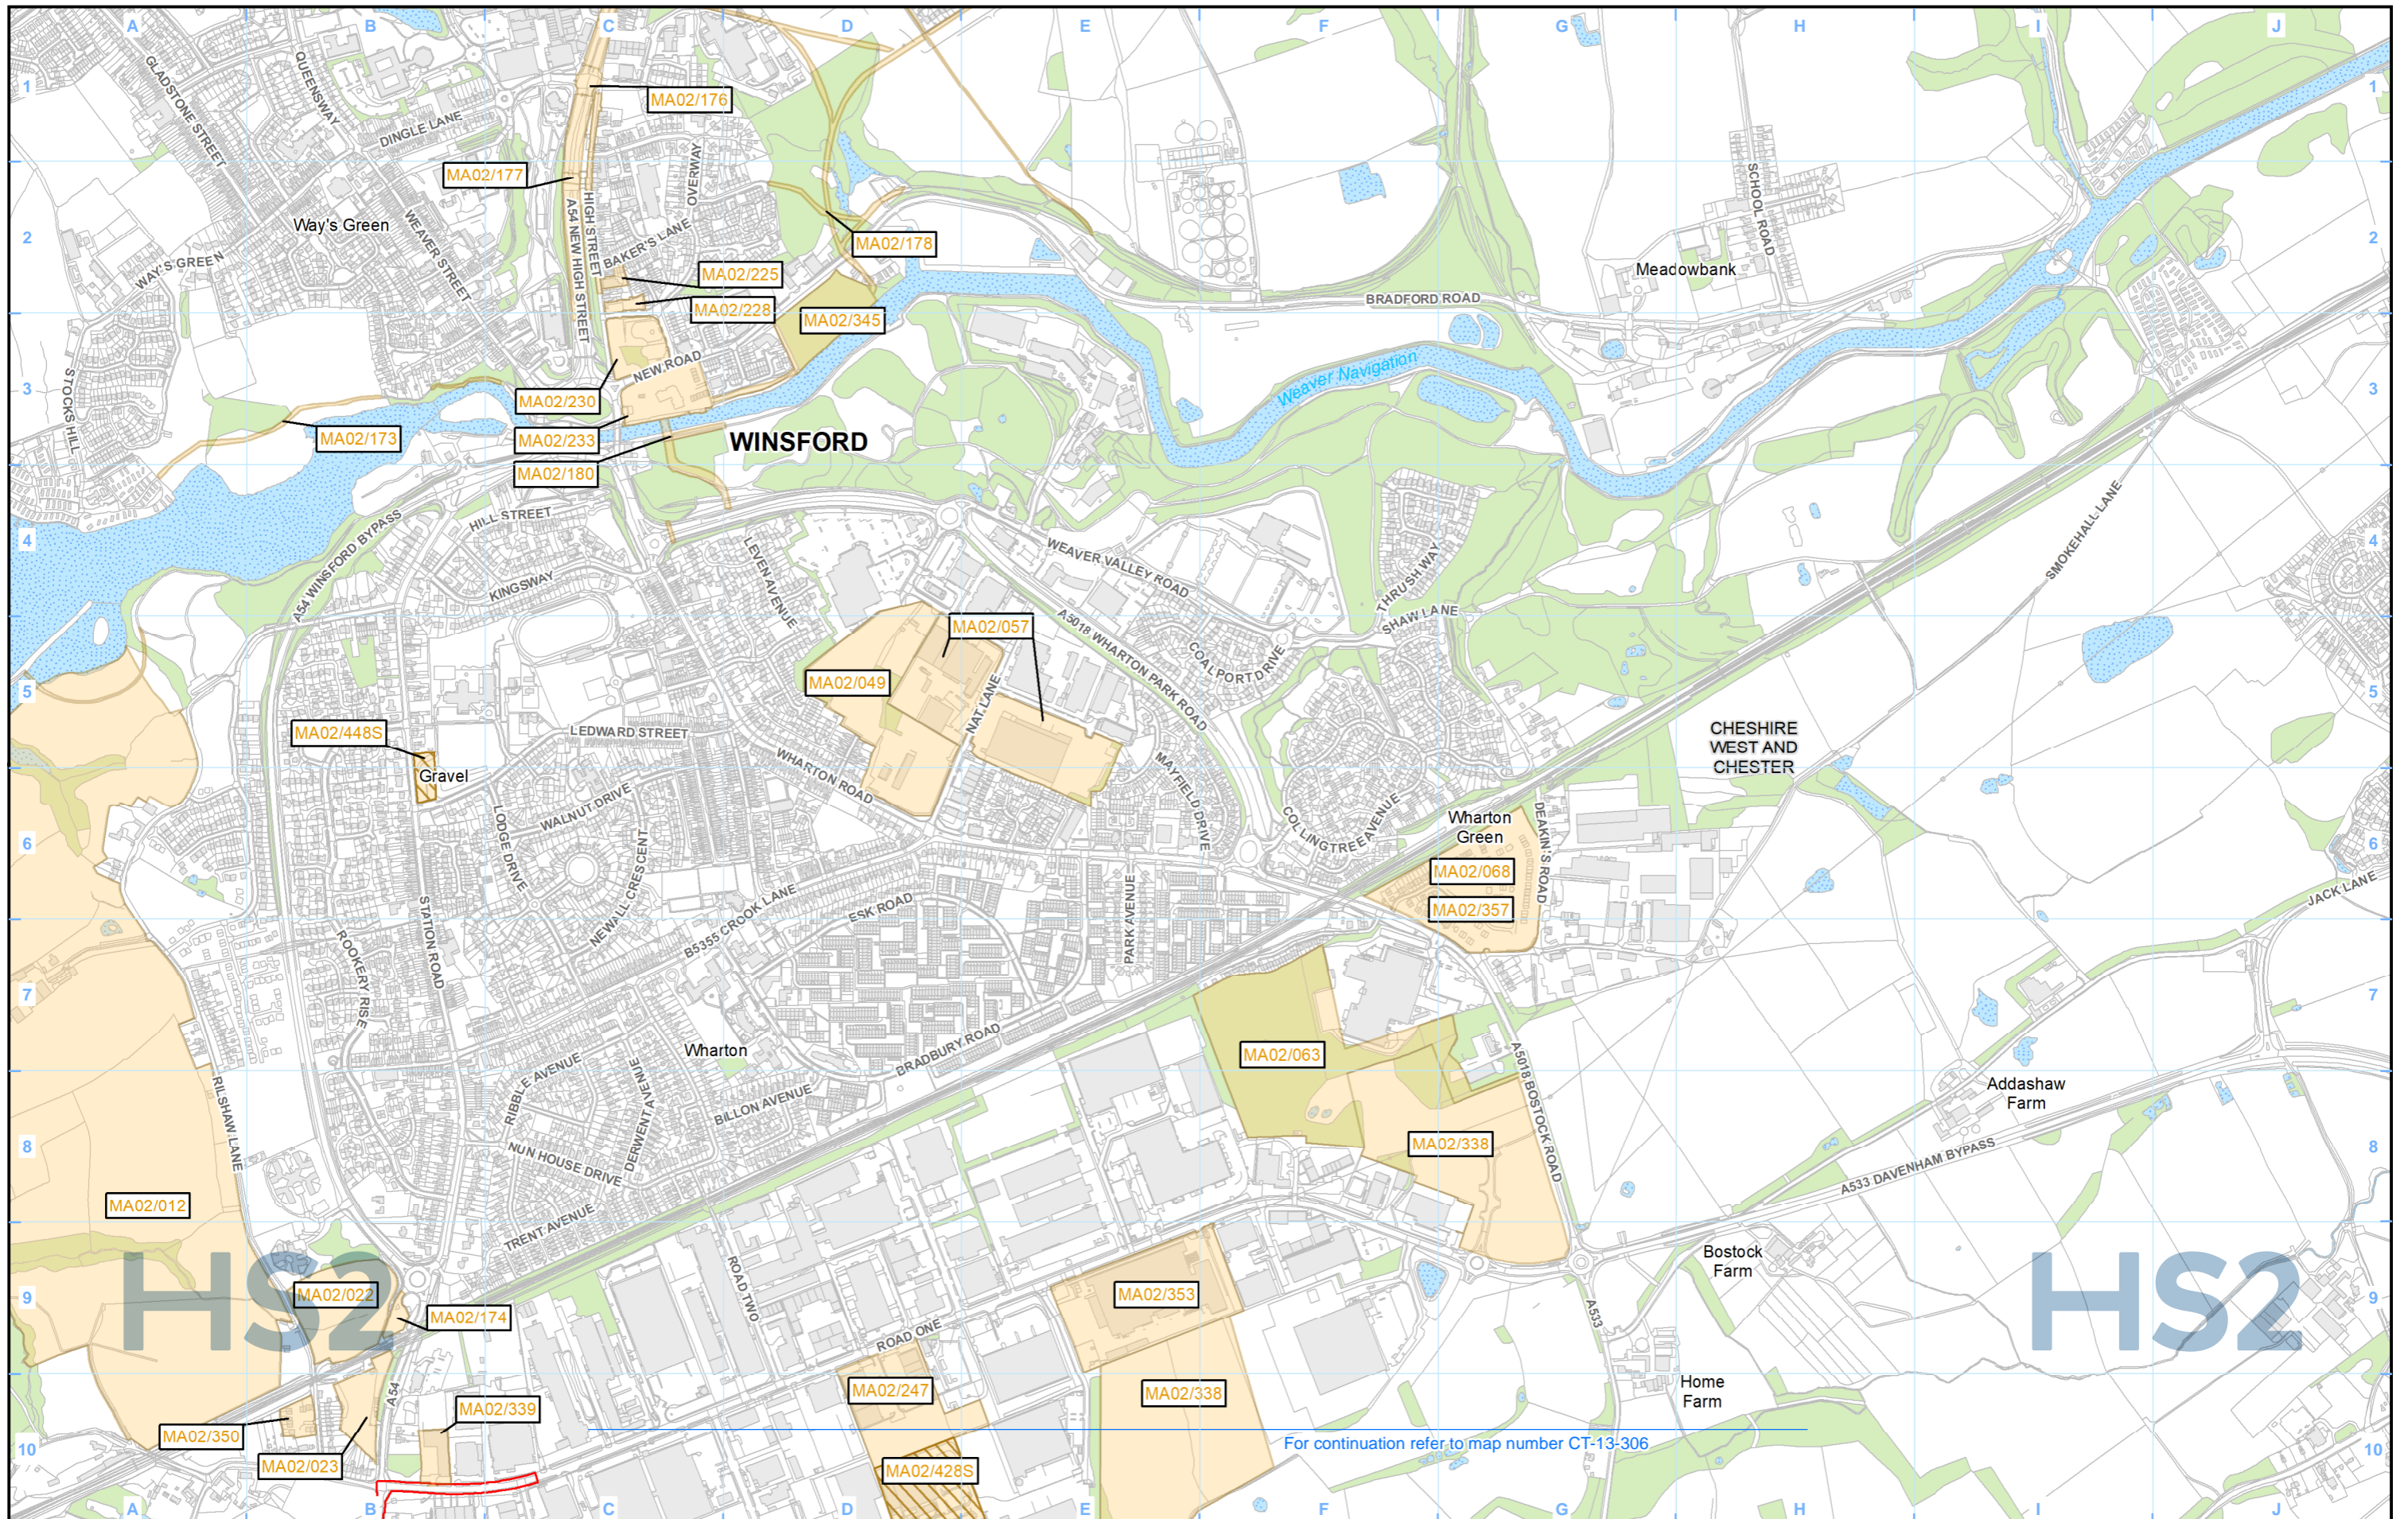 A B C D E F G H I J
1 1
GLADSTONE STREET
QUEENSWAY
DINGLE LANE
MA02/176
MA02/177
OVERWAY
SCHOOL ROAD
HIGH STREET
A54 NEW HIGH STREET
Way's Green
WEAVER STREET
BAKER'S LANE
2 2
MA02/178
WAY'S GREEN
MA02/225
Meadowbank
MA02/228
BRADFORD ROAD
MA02/345
NEW ROAD
Weaver Navigation
STOCKS HILL
3 3
MA02/230
MA02/173
MA02/233
WINSFORD
MA02/180
SMOKEHALL LANE
HILL STREET
4 4
A54 WINSFORD BYPASS
LEVEN AVENUE
WEAVER VALLEY ROAD
KINGSWAY
THRUSH WAY
SHAW LANE
MA02/057
A5018 WHARTON PARK ROAD
COALPORT DRIVE
MA02/049
5 5
NAT LANE
MA02/448S
LEDWARD STREET
CHESHIRE
WEST AND
CHESTER
Gravel
WHARTON ROAD
MAYFIELD DRIVE
LODGE DRIVE
WALNUT DRIVE
COLLINGTREE AVENUE
Wharton
Green
DEAKIN'S ROAD
6 6
NEWALL CRESCENT
MA02/068
B5355 CROOK LANE
ESK ROAD
PARK AVENUE
MA02/357
JACK LANE
STATION ROAD
ROOKERY RISE
7 7
Wharton
BRADBURY ROAD
MA02/063
RILSHAW LANE
RIBBLE AVENUE
DERWENT AVENUE
BILLON AVENUE
A5018 BOSTOCK ROAD
Addashaw
Farm
8 8
NUN HOUSE DRIVE
MA02/338
A533 DAVENHAM BYPASS
MA02/012
TRENT AVENUE
Bostock
Farm
HS2 HS2
MA02/022
ROAD TWO
MA02/353
9 9
MA02/174
ROAD ONE
A533
A54
MA02/247
MA02/338
Home
Farm
MA02/339
MA02/350
For continuation refer to map number CT-13-306
10 10
MA02/023
MA02/428S
A B C D E F G H I J